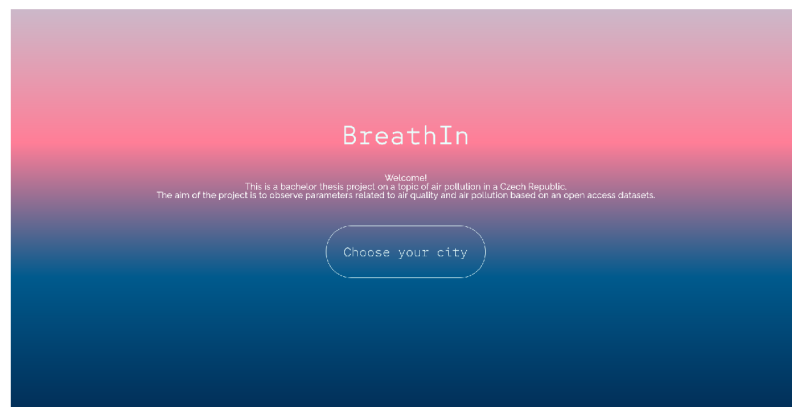 BreathIn
Welcome!
This is a bachelor thesis project on a topic of air pollution in a Czech Republic.
The aim of the project is to observe parameters related to air quality and air pollution based on an open access datasets.
Choose your city